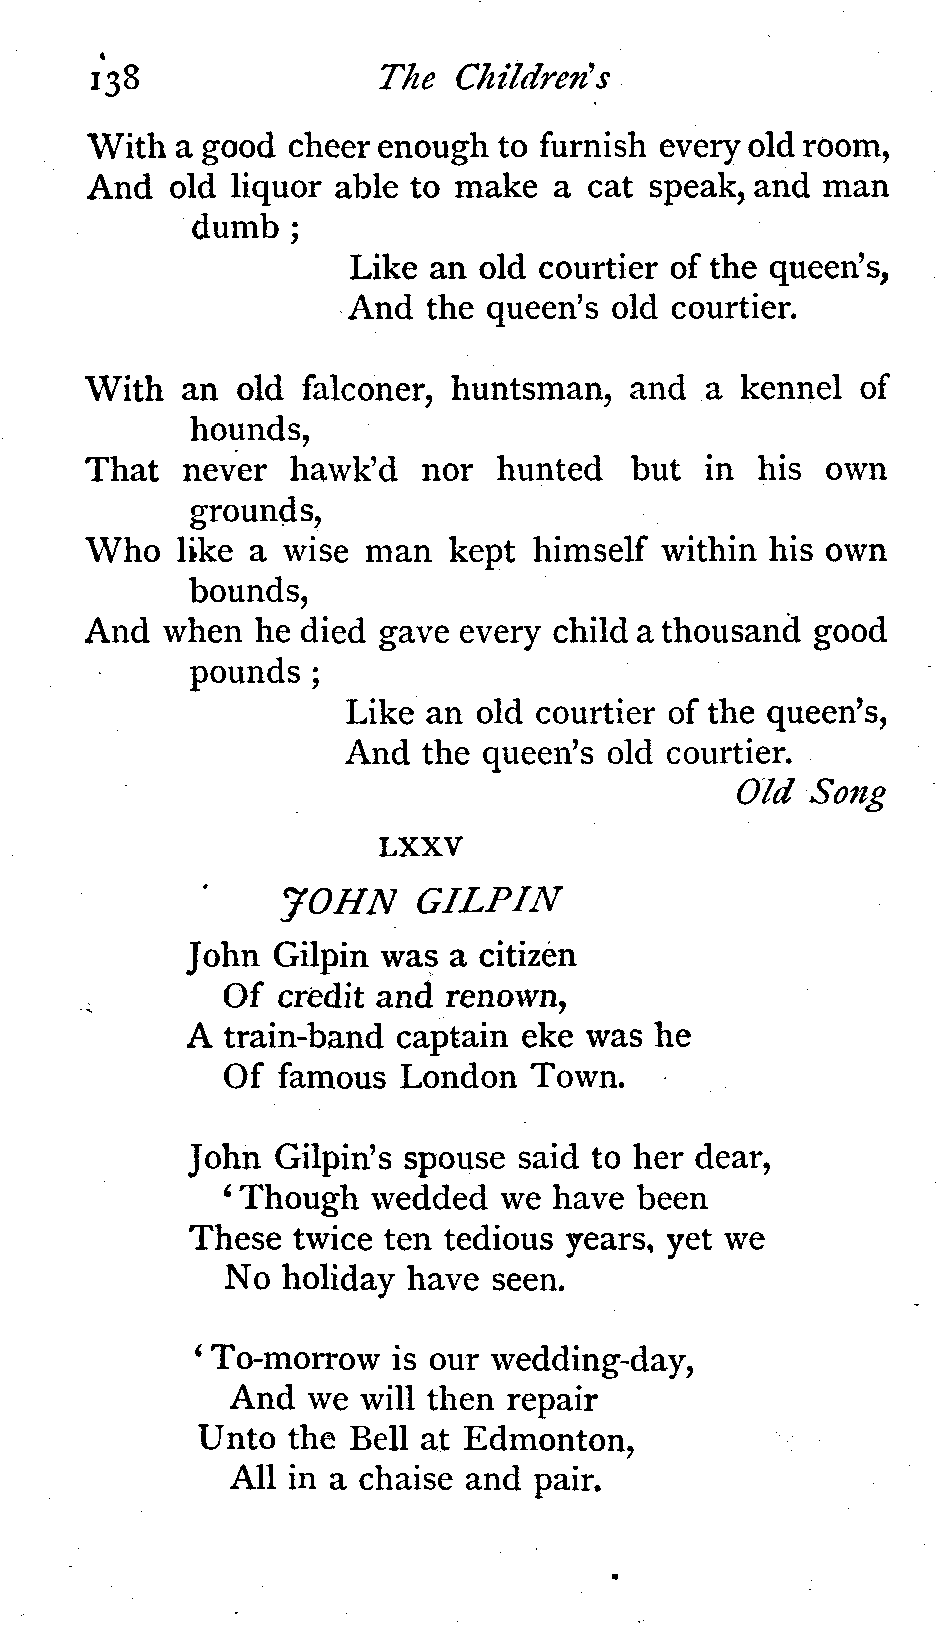 138 The Children's
With a good cheer enough to furnish every old room,
And old liquor able to make a cat speak, and man
dumb ;
Like an old courtier of the queen's,
And the queen's old courtier.
With an old falconer, huntsman, and a kennel of
hounds,
That never hawk'd nor hunted but in his own
grounds,
Who like a wise man kept himself within his own
bounds,
And when he died gave every child a thousand good
pounds ;
Like an old courtier of the queen's,
And the queen's old courtier.
Old Song
LXXV
JOHN GILPIN
John Gilpin was a citizen
Of credit and renown,
A train-band captain eke was he
Of famous London Town.
John Gilpin's spouse said to her dear,
‘Though wedded we have been
These twice ten tedious years, yet we
No holiday have seen.
‘To-morrow is our wedding-day,
And we will then repair
Unto the Bell at Edmonton,
All in a chaise and pair.